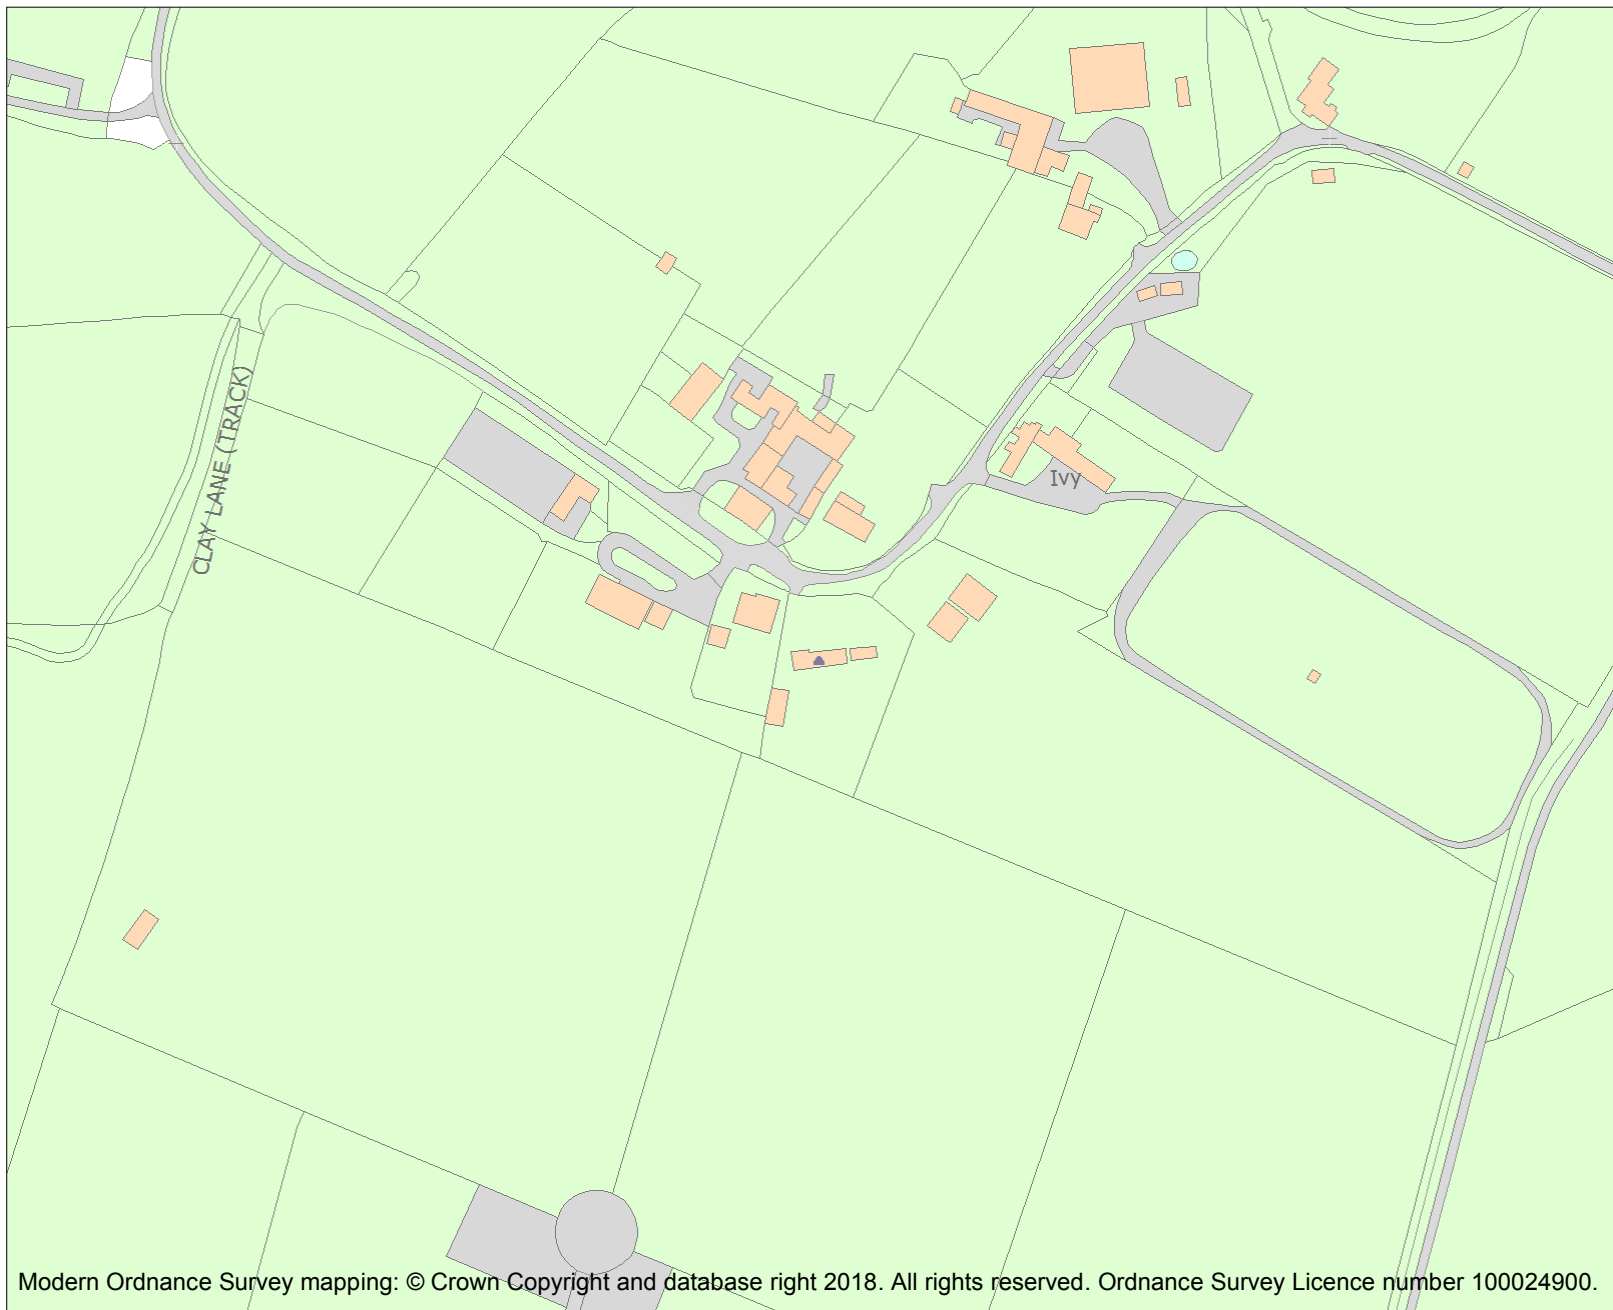 CLAY LANE (TRACK)
Ivy
Modern Ordnance Survey mapping: © Crown Copyright and database right 2018. All rights reserved. Ordnance Survey Licence number 100024900.